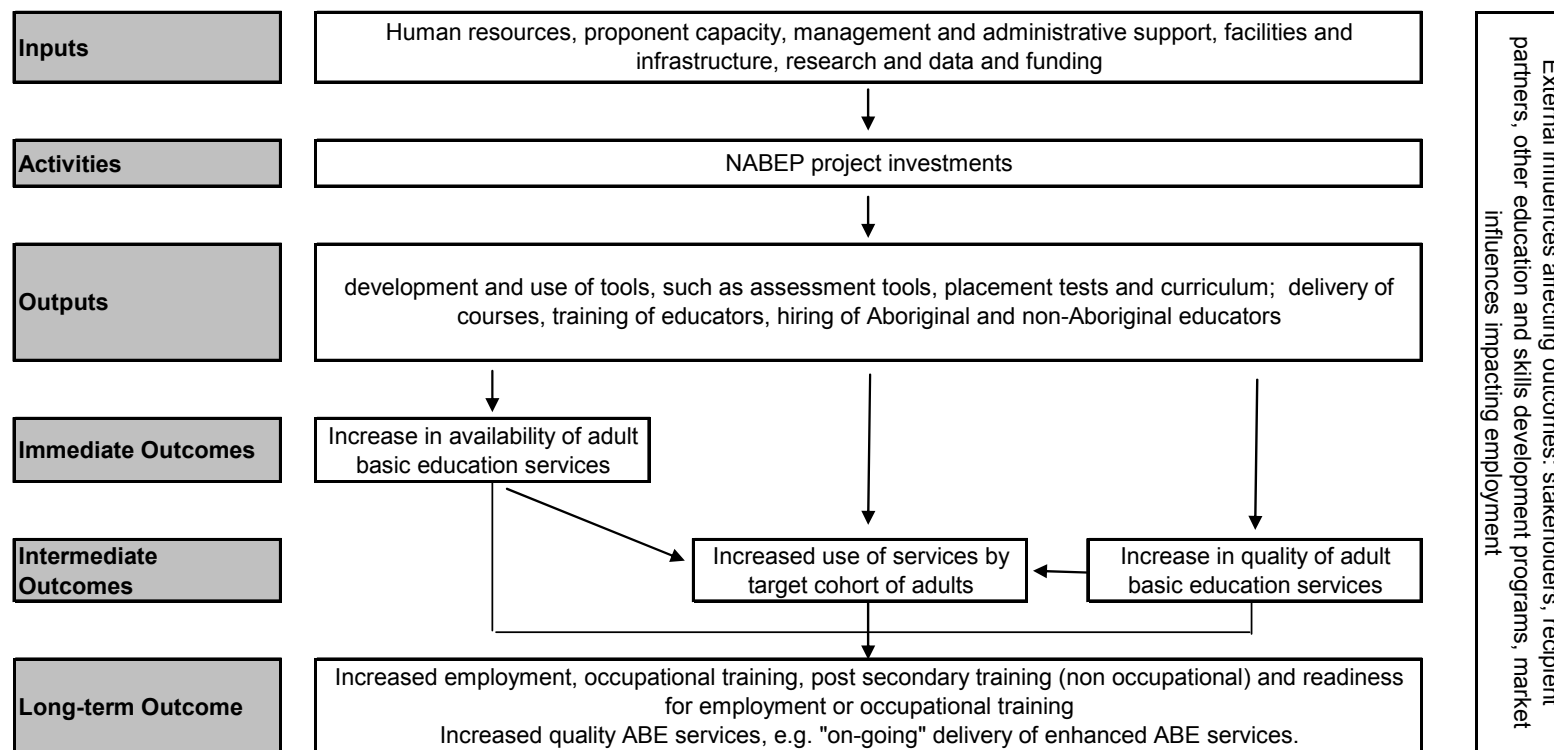 Inputs
Human resources, proponent capacity, management and administrative support, facilities and
infrastructure, research and data and funding
Activities
NABEP project investments
Outputs
development and use of tools, such as assessment tools, placement tests and curriculum;  delivery of
courses, training of educators, hiring of Aboriginal and non-Aboriginal educators
Immediate Outcomes
Increase in availability of adult
basic education services
Intermediate
Outcomes
Increased use of services by
target cohort of adults
Increase in quality of adult
basic education services
Long-term Outcome
Increased employment, occupational training, post secondary training (non occupational) and readiness
for employment or occupational training
Increased quality ABE services, e.g. "on-going" delivery of enhanced ABE services.
External influences affecting outcomes: stakeholders, recipient
partners, other education and skills development programs, market
influences impacting employment